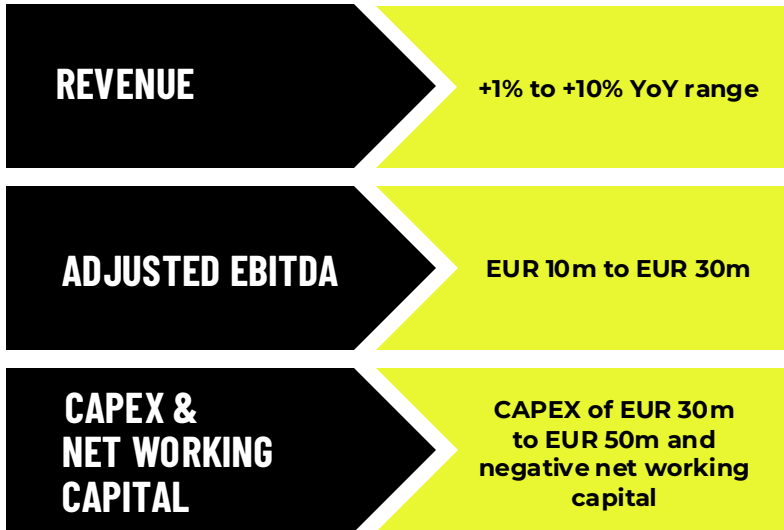 REVENUE
+1% to +10% YoY range
ADJUSTED EBITDA
EUR 10m to EUR 30m
CAPEX &
NET WORKING
CAPITAL
CAPEX of EUR 30m
to EUR 50m and
negative net working
capital